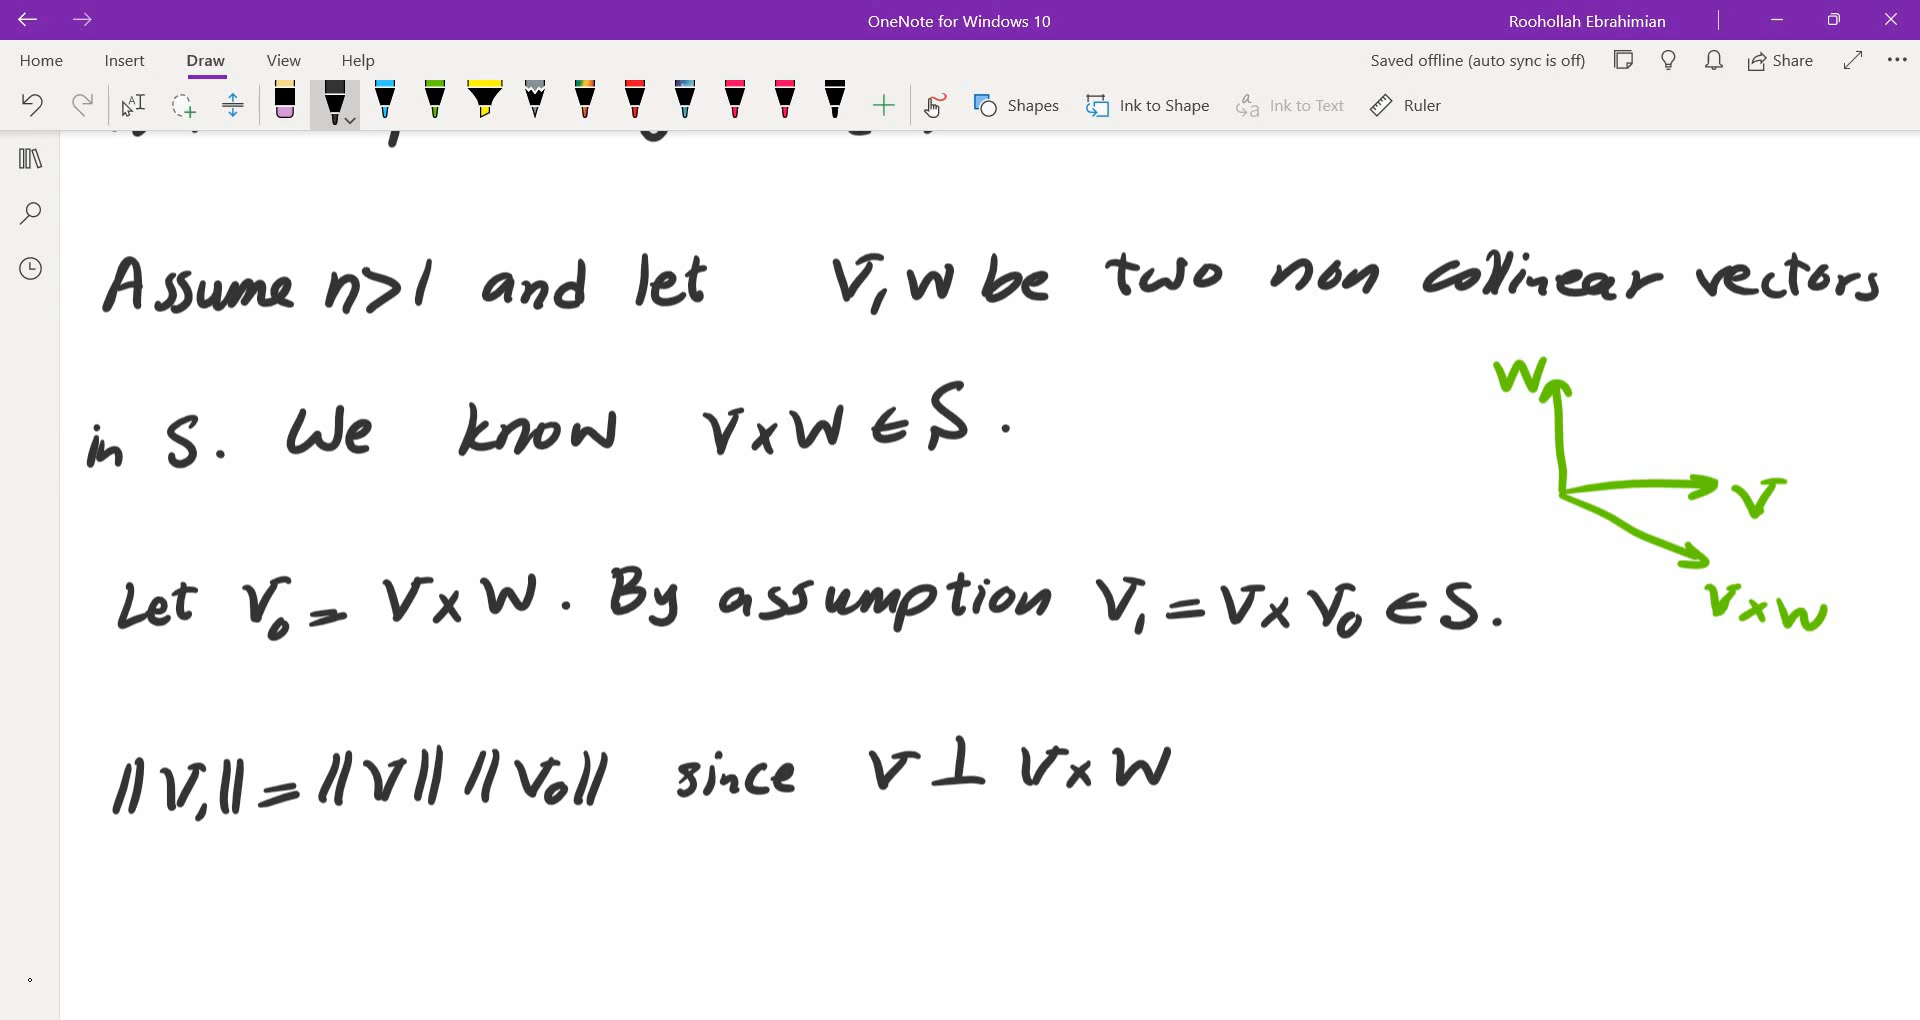 OneNote for Windows 10
Roohollah Ebrahimian
Home Insert Draw View Help
Saved offline (auto sync is off) Share
Shapes Ink to Shape Ink to Text Ruler
Assume n>1 and let V, W be two non collinear vectors
in S. We know V×W ∈ S.
W
V
V×W
Let V₀ = V×W. By assumption V₁ = V×V₀ ∈ S.
||V₁|| = ||V|| ||V₀|| since V ⊥ V×W